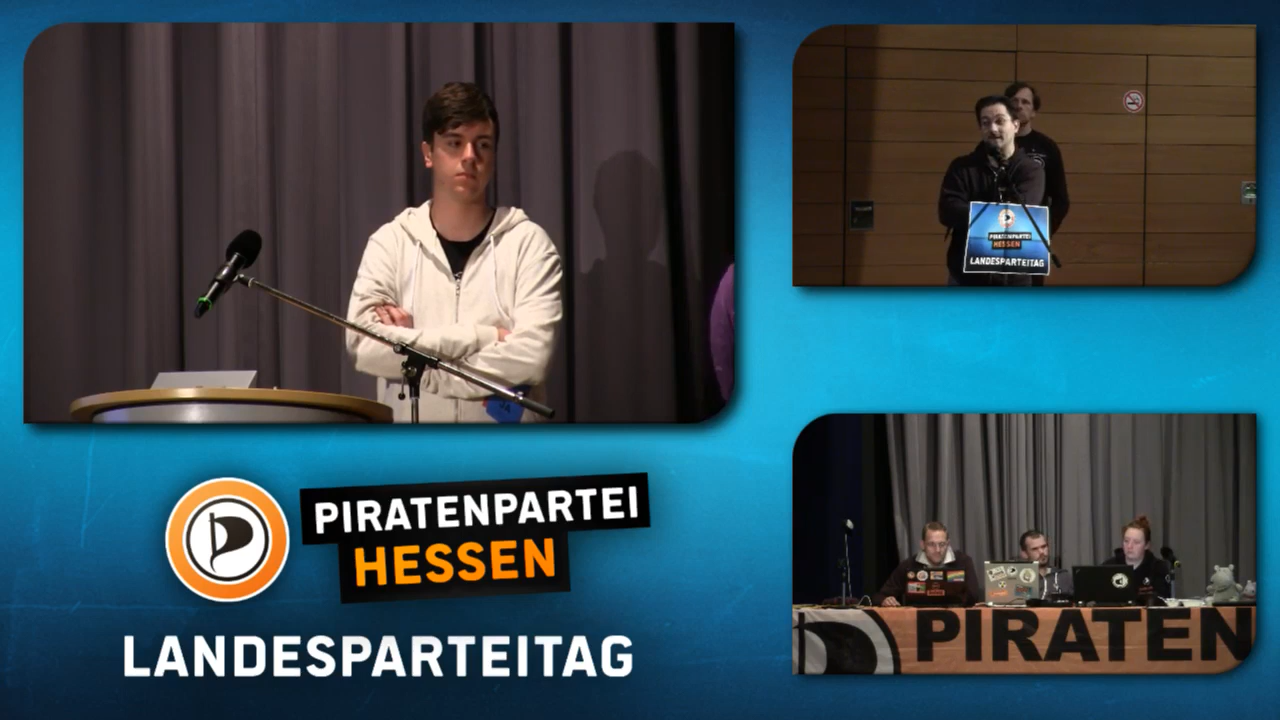 PIRATENPARTEI
HESSEN
LANDESPARTEITAG
PIRATENPARTEI
HESSEN
LANDESPARTEITAG
PIRATEN